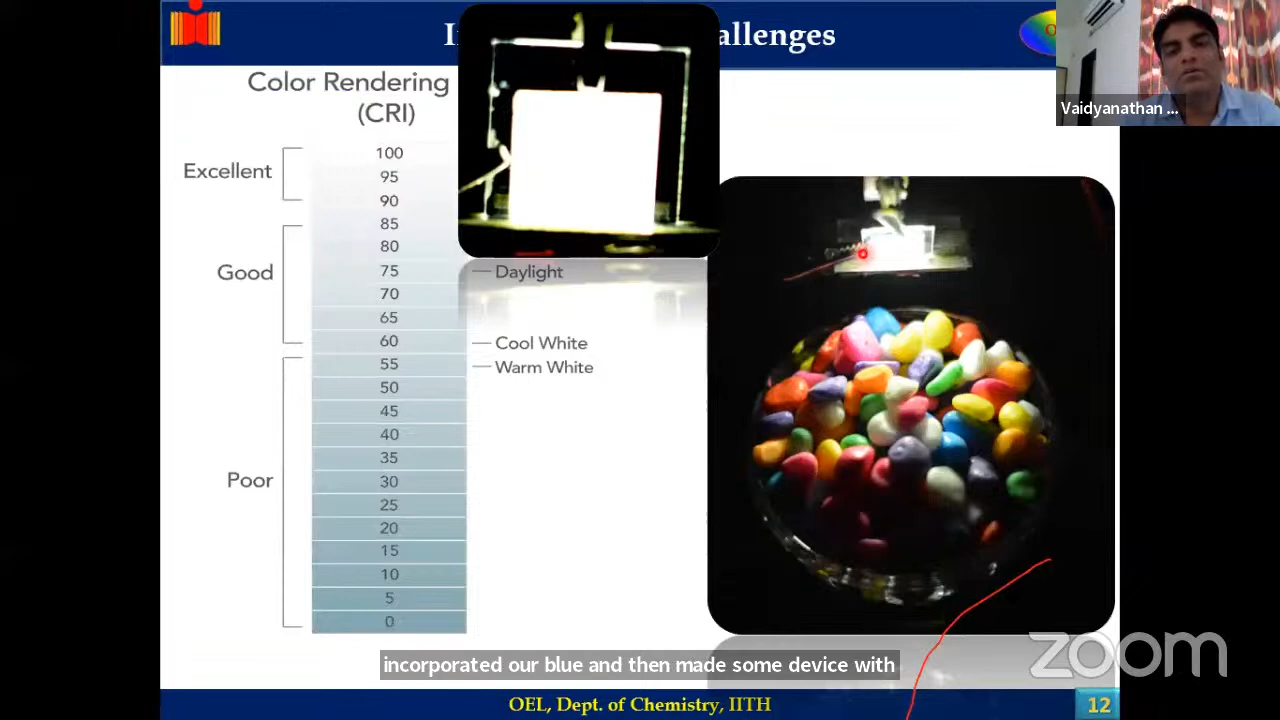 allenges
Vaidyanathan ...
Color Rendering
(CRI)
Excellent
Good
Poor
100
95
90
85
80
75
70
65
60
55
50
45
40
35
30
25
20
15
10
5
0
Daylight
Cool White
Warm White
incorporated our blue and then made some device with
zoom
OEL, Dept. of Chemistry, IITH
12